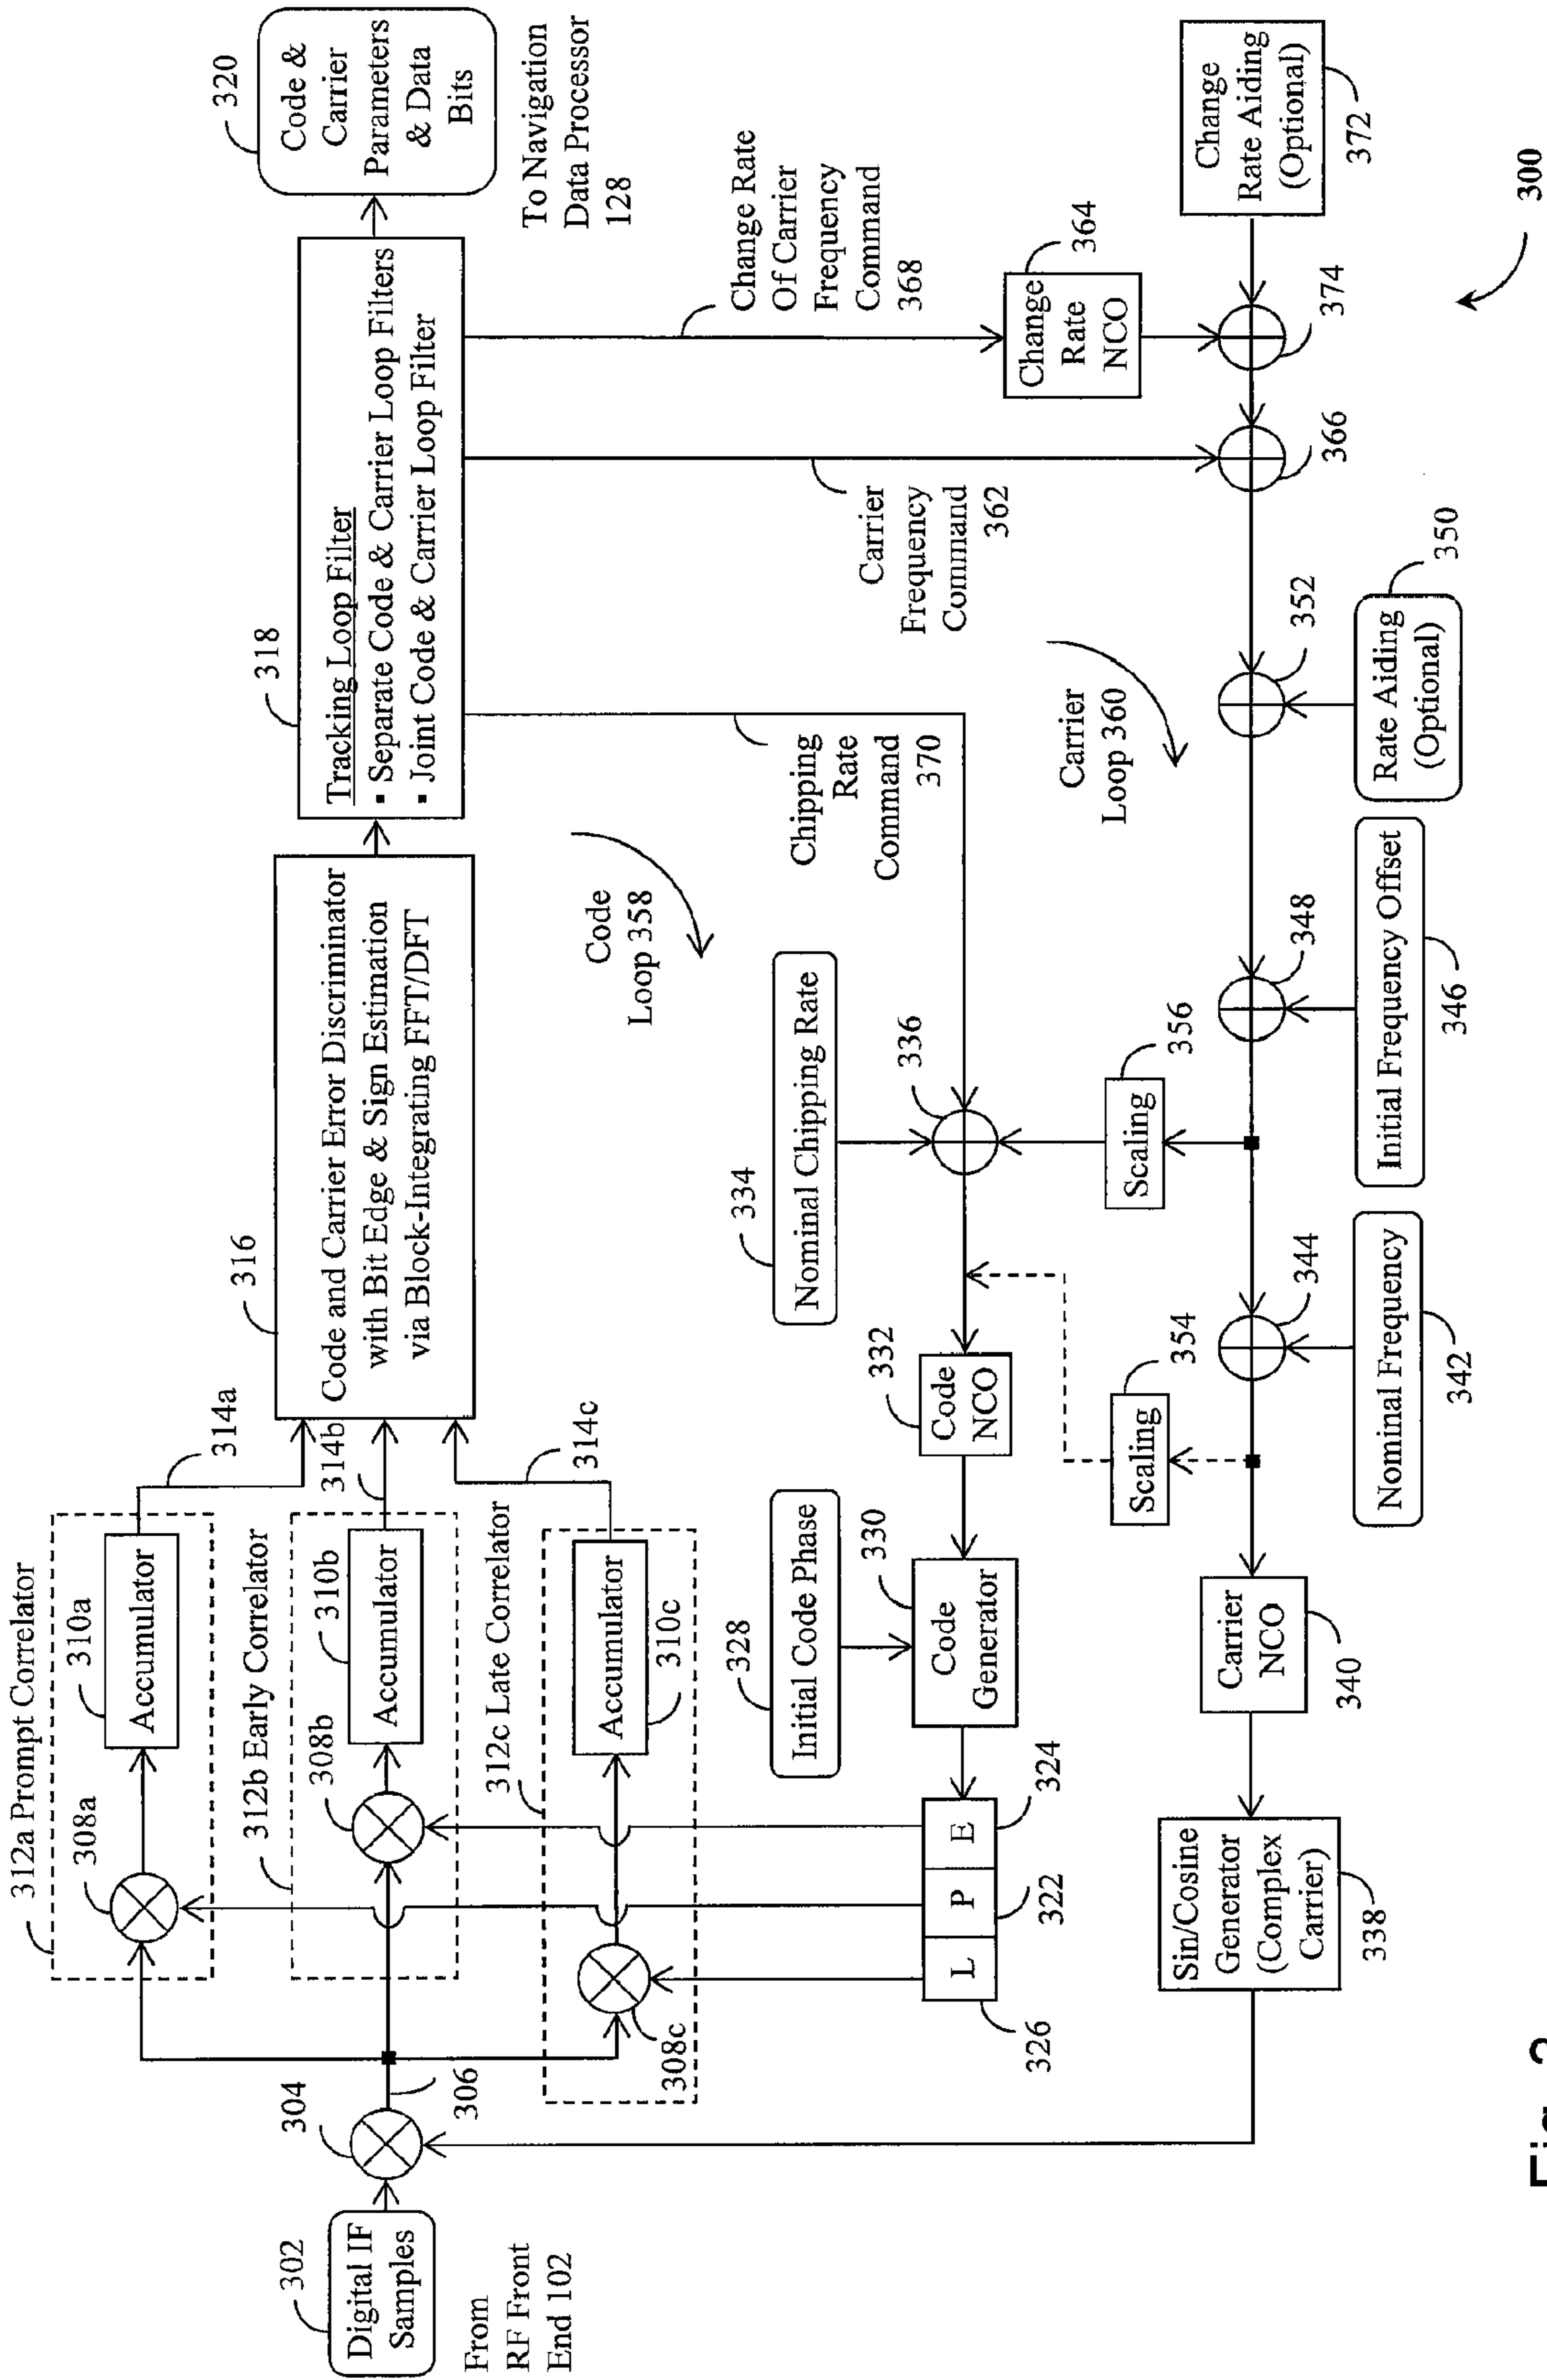 302
Digital IF
Samples
From
RF Front
End 102
304
306
312a Prompt Correlator
308a
310a
Accumulator
314a
312b Early Correlator
308b
310b
Accumulator
314b
312c Late Correlator
308c
310c
Accumulator
314c
316
Code and Carrier Error Discriminator
with Bit Edge & Sign Estimation
via Block-Integrating FFT/DFT
318
Tracking Loop Filter
▪ Separate Code & Carrier Loop Filters
▪ Joint Code & Carrier Loop Filter
320
Code &
Carrier
Parameters
& Data
Bits
To Navigation
Data Processor
128
L P E
326
322
324
328
Initial Code Phase
330
Code
Generator
332
Code
NCO
334
Nominal Chipping Rate
336
Code
Loop 358
Chipping
Rate
Command
370
Carrier
Loop 360
Carrier
Frequency
Command
362
Change Rate
Of Carrier
Frequency
Command
368
Change
Rate
NCO
364
Scaling
354
Scaling
356
Sin/Cosine
Generator
(Complex
Carrier)
338
Carrier
NCO
340
344
Nominal Frequency
342
348
Initial Frequency Offset
346
352
Rate Aiding
(Optional)
350
366
374
Change
Rate Aiding
(Optional)
372
300